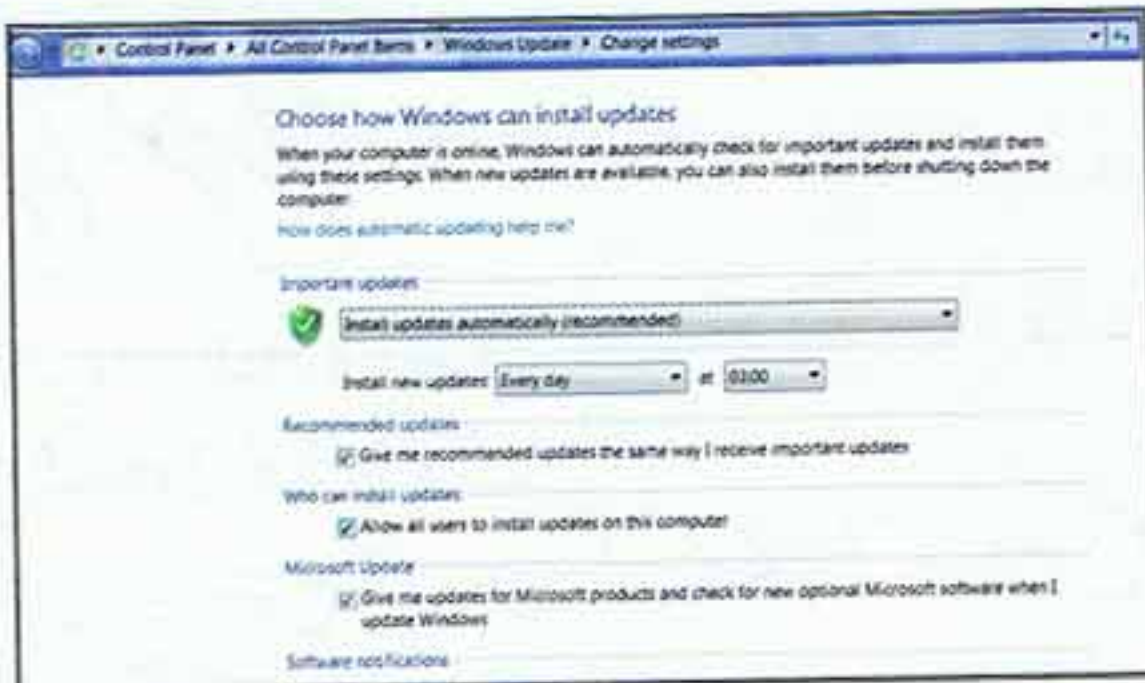 Control Panel ▸ All Control Panel Items ▸ Windows Update ▸ Change settings
Choose how Windows can install updates
When your computer is online, Windows can automatically check for important updates and install them
using these settings. When new updates are available, you can also install them before shutting down the
computer.
How does automatic updating help me?
Important updates
Install updates automatically (recommended)
Install new updates: Every day at 03:00
Recommended updates
Give me recommended updates the same way I receive important updates
Who can install updates
Allow all users to install updates on this computer
Microsoft Update
Give me updates for Microsoft products and check for new optional Microsoft software when I
update Windows
Software notifications